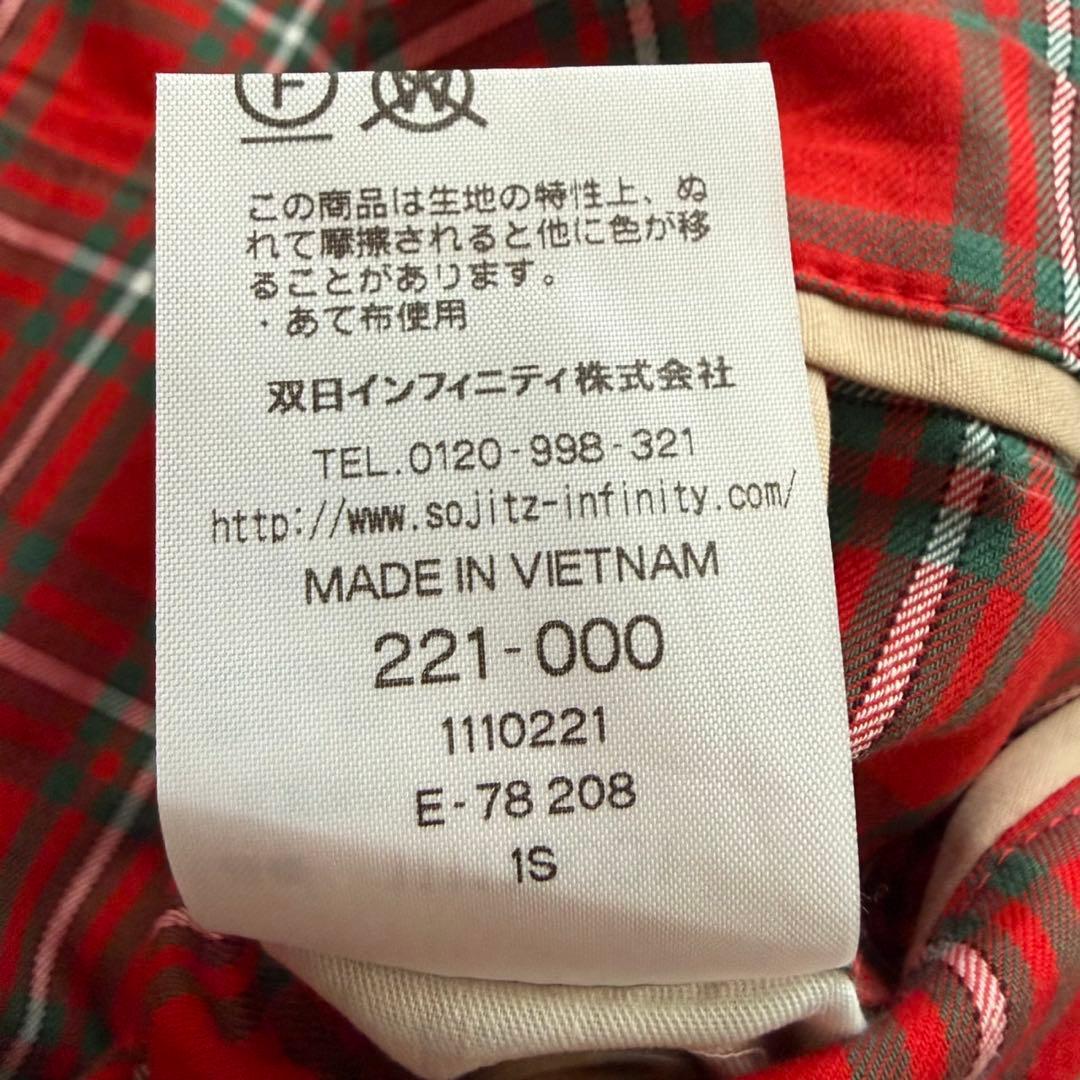 F W
この商品は生地の特性上、ぬ
れて摩擦されると他に色が移
ることがあります。
・あて布使用
双日インフィニティ株式会社
TEL.0120-998-321
http://www.sojitz-infinity.com/
MADE IN VIETNAM
221-000
1110221
E-78 208
1S